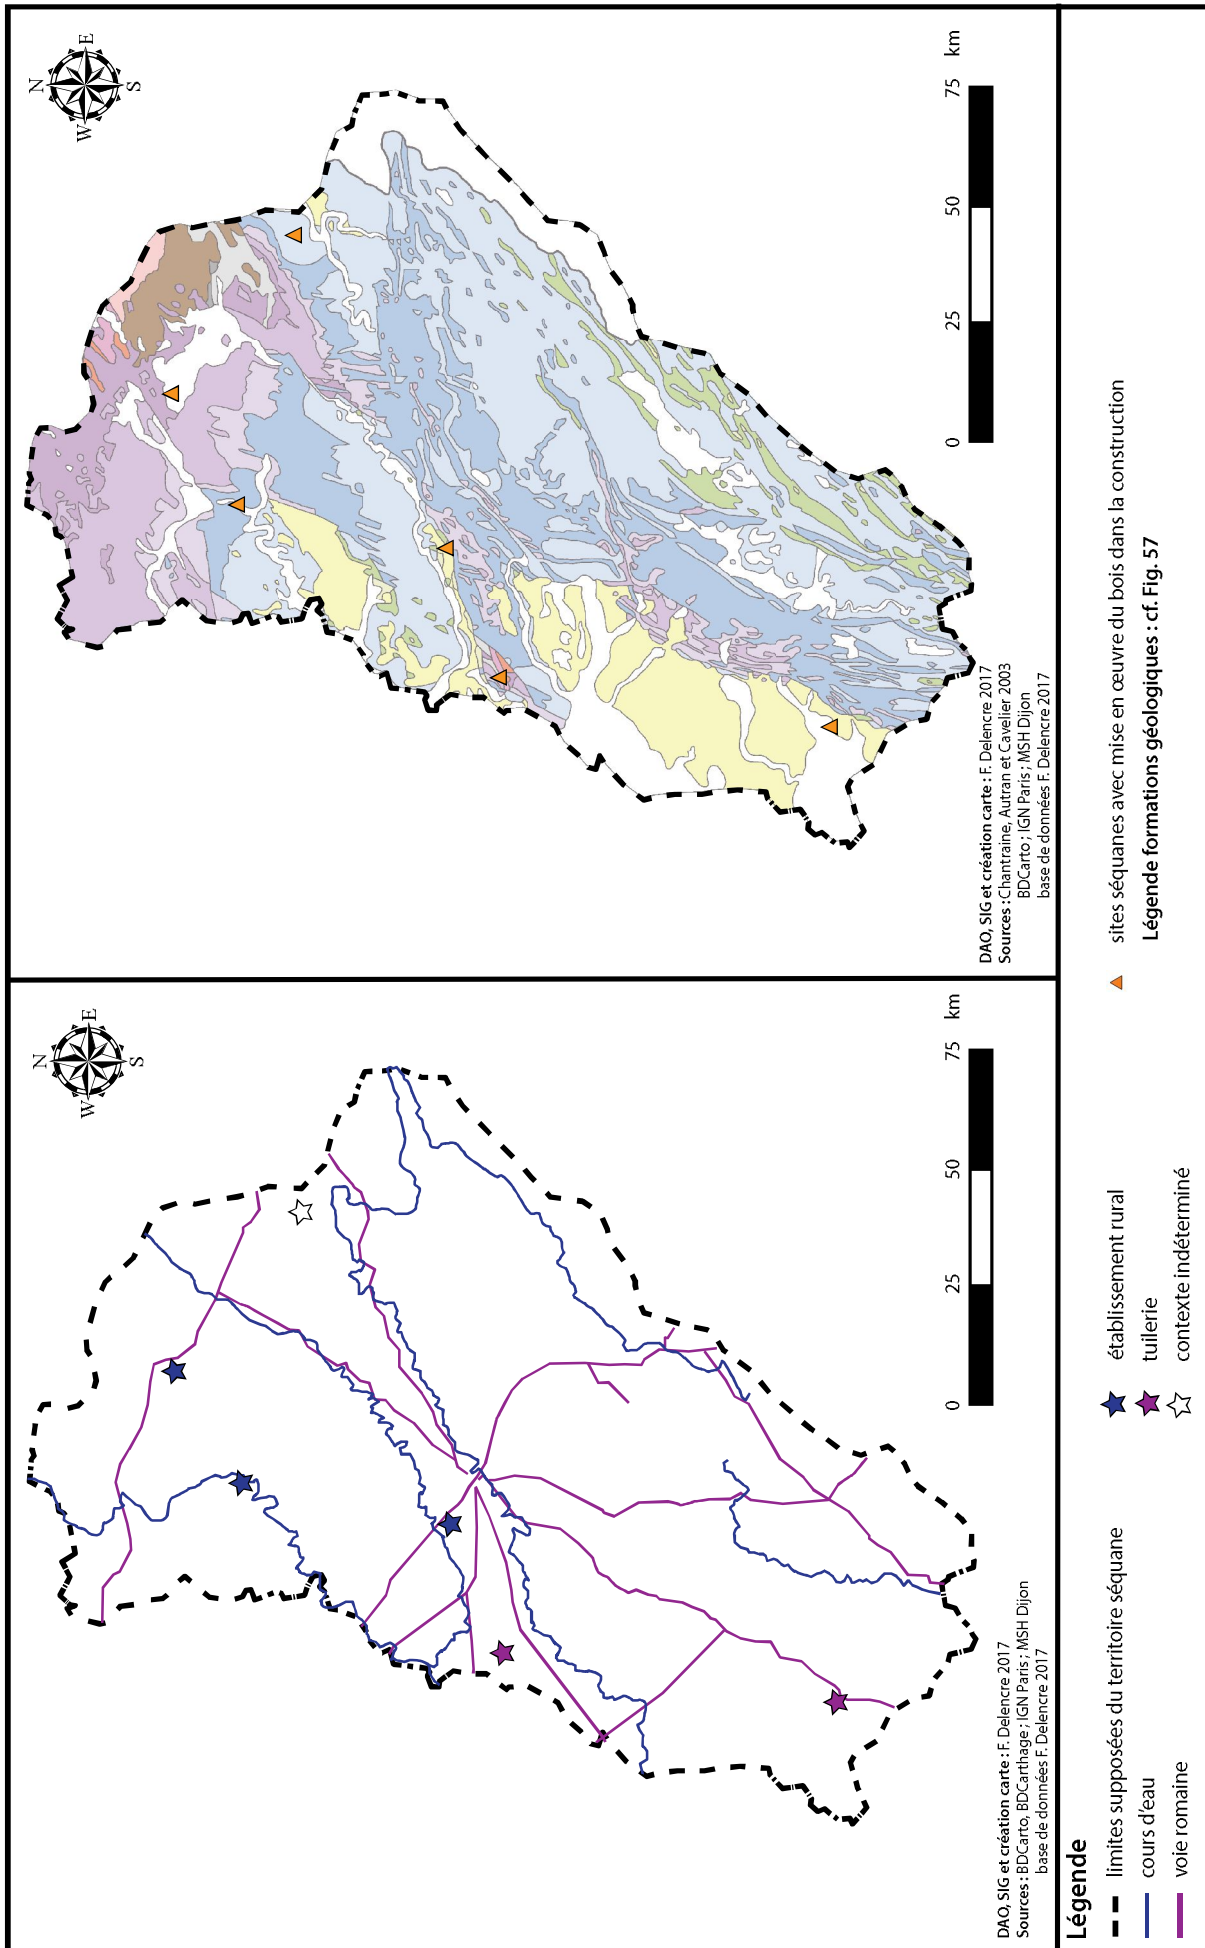 N
E
W
S
0
25
50
75
km
DAO, SIG et création carte : F. Delencre 2017
Sources : BDCarto, BDCarthage ; IGN Paris ; MSH Dijon
base de données F. Delencre 2017
N
E
W
S
0
25
50
75
km
DAO, SIG et création carte : F. Delencre 2017
Sources : Chantraine, Autran et Cavelier 2003
BDCarto ; IGN Paris ; MSH Dijon
base de données F. Delencre 2017
Légende
limites supposées du territoire séquane
cours d'eau
voie romaine
établissement rural
tuilerie
contexte indéterminé
sites séquanes avec mise en œuvre du bois dans la construction
Légende formations géologiques : cf. Fig. 57